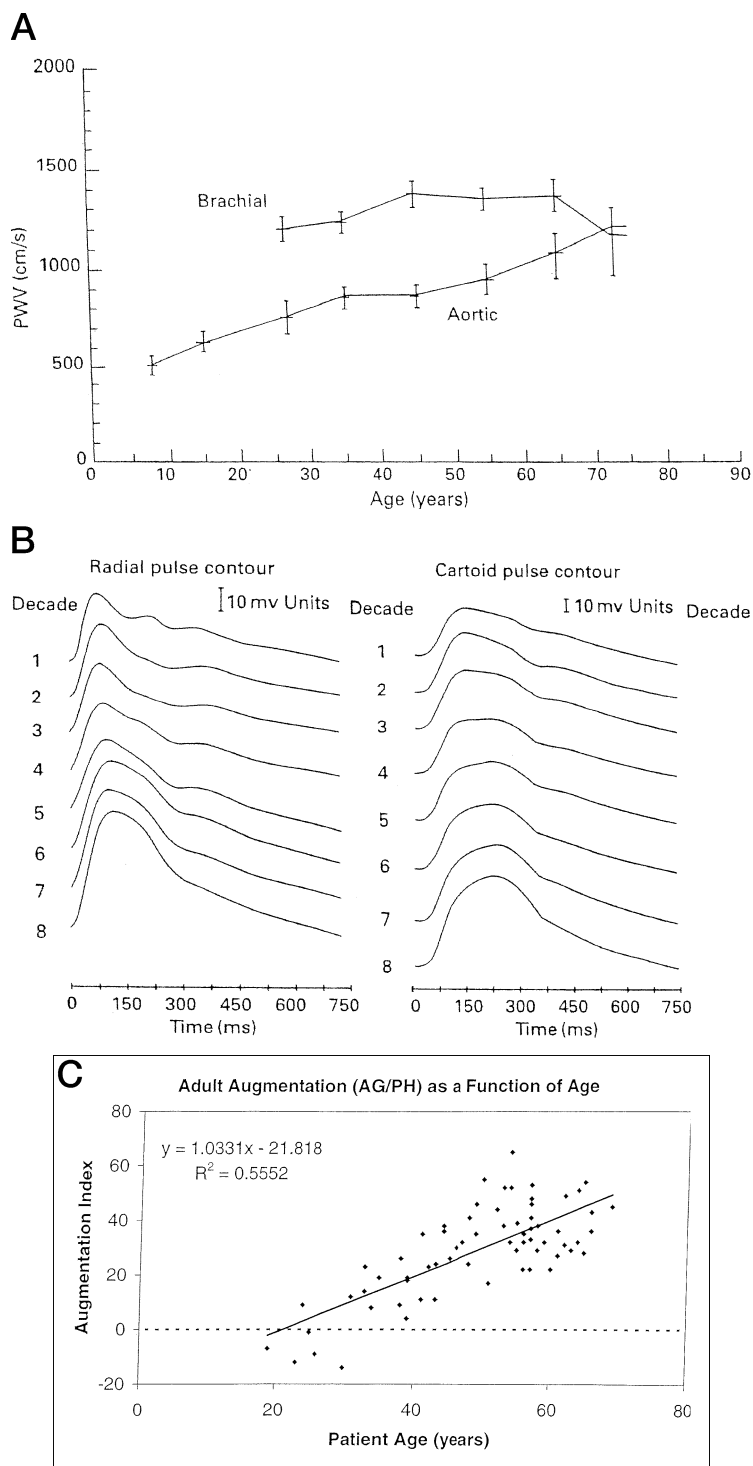 A
2000
1500
1000
500
0
PWV (cm/s)
Brachial
Aortic
0 10 20 30 40 50 60 70 80 90
Age (years)
B
Radial pulse contour
Decade
10 mv Units
1
2
3
4
5
6
7
8
0 150 300 450 600 750
Time (ms)
Cartoid pulse contour
Decade
10 mv Units
Decade
1
2
3
4
5
6
7
8
0 150 300 450 600 750
Time (ms)
C
Adult Augmentation (AG/PH) as a Function of Age
y = 1.0331x - 21.818
R² = 0.5552
80
60
40
20
0
-20
Augmentation Index
0 20 40 60 80
Patient Age (years)